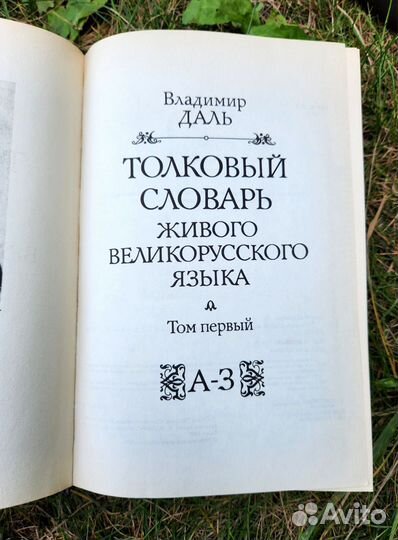 Владимир
ДАЛЬ
ТОЛКОВЫЙ
СЛОВАРЬ
ЖИВОГО
ВЕЛИКОРУССКОГО
ЯЗЫКА
Том первый
А-З
Avito